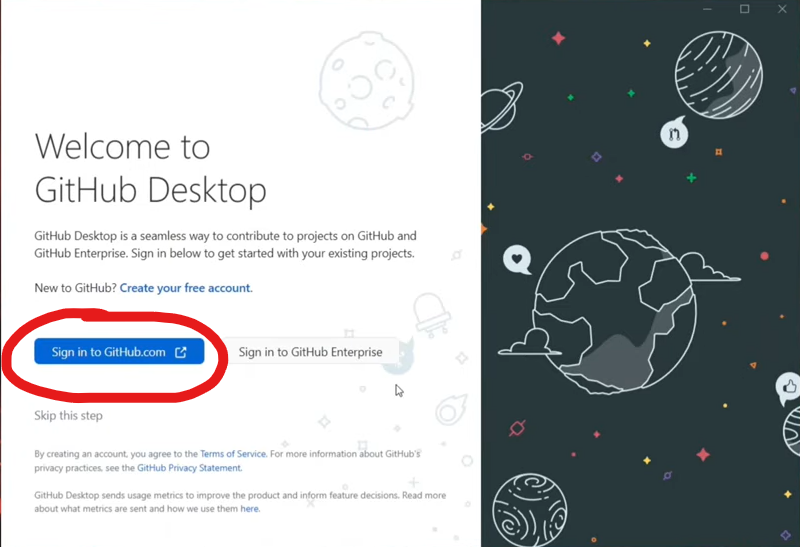 Welcome to
GitHub Desktop
GitHub Desktop is a seamless way to contribute to projects on GitHub and
GitHub Enterprise. Sign in below to get started with your existing projects.
New to GitHub? Create your free account.
Sign in to GitHub.com
Sign in to GitHub Enterprise
Skip this step
By creating an account, you agree to the Terms of Service. For more information about GitHub's
privacy practices, see the GitHub Privacy Statement.
GitHub Desktop sends usage metrics to improve the product and inform feature decisions. Read more
about what metrics are sent and how we use them here.